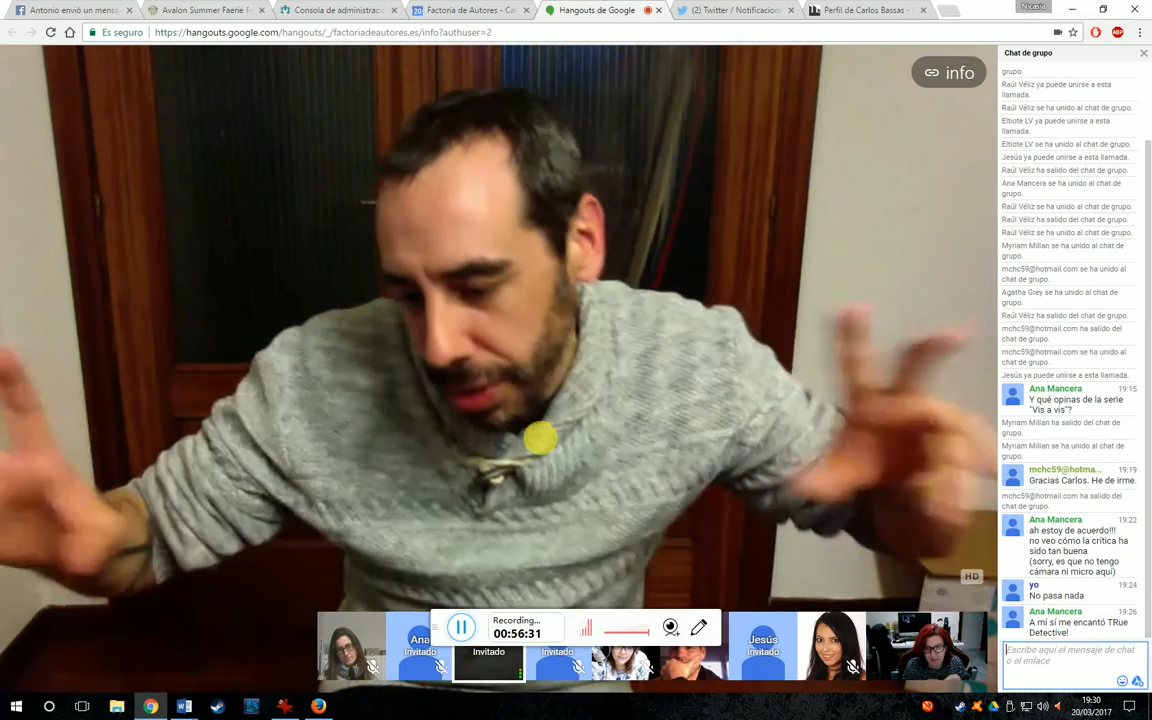 Antonio envió un mensa
Avalon Summer Faerie F
Consola de administrac
Factoría de Autores - Ca
Hangouts de Google
(2) Twitter / Notificacion
Perfil de Carlos Bassas -
Nicasia
Es seguro
https://hangouts.google.com/hangouts/_/factoriadeautores.es/info?authuser=2
info
Chat de grupo
grupo.
Raúl Véliz ya puede unirse a esta
llamada.
Raúl Véliz se ha unido al chat de grupo.
Eltiote LV ya puede unirse a esta
llamada.
Eltiote LV se ha unido al chat de grupo.
Jesús ya puede unirse a esta llamada.
Raúl Véliz ha salido del chat de grupo.
Ana Mancera se ha unido al chat de
grupo.
Raúl Véliz se ha unido al chat de grupo.
Raúl Véliz ha salido del chat de grupo.
Raúl Véliz se ha unido al chat de grupo.
Myriam Millan se ha unido al chat de
grupo.
mchc59@hotmail.com se ha unido al
chat de grupo.
Agatha Grey se ha unido al chat de
grupo.
Raúl Véliz ha salido del chat de grupo.
mchc59@hotmail.com ha salido del
chat de grupo.
mchc59@hotmail.com se ha unido al
chat de grupo.
Jesús ya puede unirse a esta llamada.
Ana Mancera 19:15
Y qué opinas de la serie
"Vis a vis"?
Myriam Millan ha salido del chat de
grupo.
Myriam Millan se ha unido al chat de
grupo.
mchc59@hotma... 19:19
Gracias Carlos. He de irme.
mchc59@hotmail.com ha salido del
chat de grupo.
Ana Mancera 19:22
ah estoy de acuerdo!!!
no veo cómo la crítica ha
sido tan buena
(sorry, es que no tengo
cámara ni micro aquí)
yo 19:24
No pasa nada
Ana Mancera 19:26
A mí sí me encantó TRue
Detective!
Escribe aquí el mensaje de chat
o el enlace
HD
Recording...
00:56:31
Ana
Invitado
Invitado
Invitado
Jesús
Invitado
19:30
20/03/2017